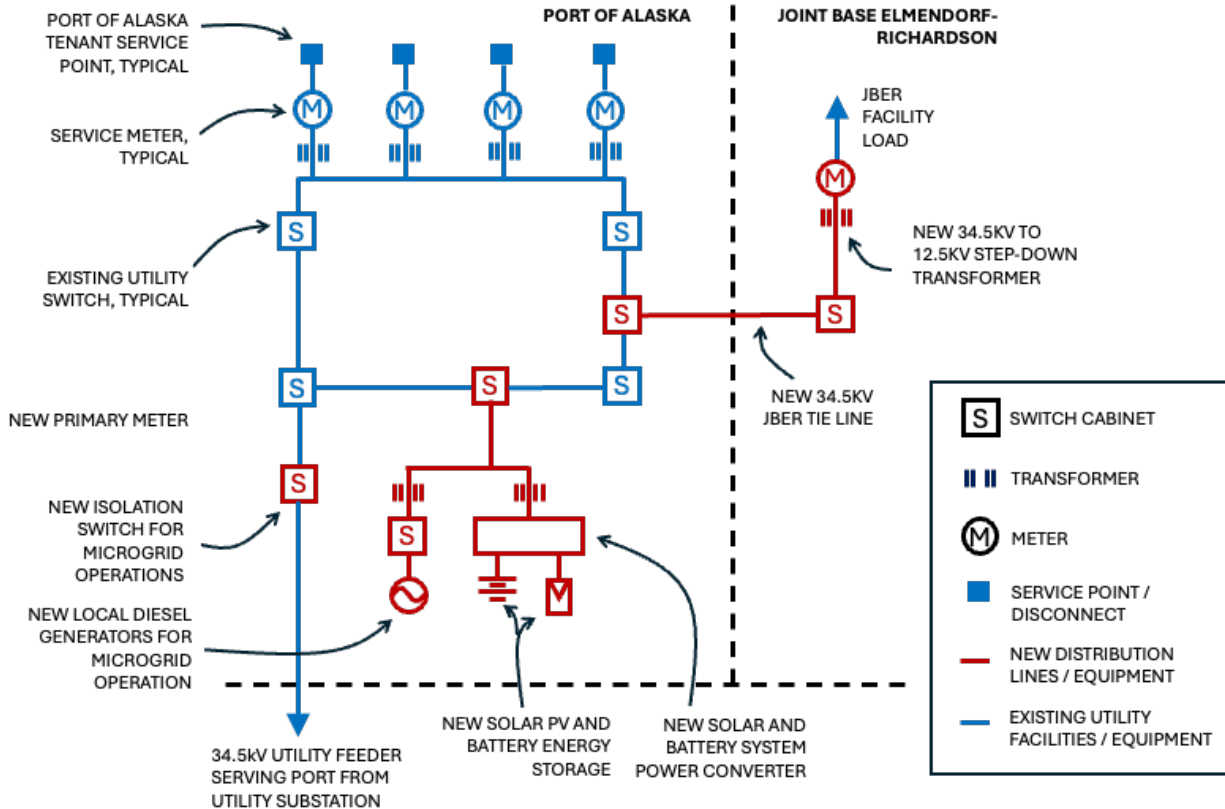 PORT OF ALASKA
JOINT BASE ELMENDORF-
RICHARDSON
PORT OF ALASKA
TENANT SERVICE
POINT, TYPICAL
SERVICE METER,
TYPICAL
M
M
M
M
JBER
FACILITY
LOAD
M
EXISTING UTILITY
SWITCH, TYPICAL
S
S
NEW 34.5KV TO
12.5KV STEP-DOWN
TRANSFORMER
S
S
NEW 34.5KV
JBER TIE LINE
S
S
S
NEW PRIMARY METER
S
NEW ISOLATION
SWITCH FOR
MICROGRID
OPERATIONS
S
NEW LOCAL DIESEL
GENERATORS FOR
MICROGRID
OPERATION
34.5kV UTILITY FEEDER
SERVING PORT FROM
UTILITY SUBSTATION
NEW SOLAR PV AND
BATTERY ENERGY
STORAGE
NEW SOLAR AND
BATTERY SYSTEM
POWER CONVERTER
S SWITCH CABINET
TRANSFORMER
M METER
SERVICE POINT /
DISCONNECT
NEW DISTRIBUTION
LINES / EQUIPMENT
EXISTING UTILITY
FACILITIES / EQUIPMENT